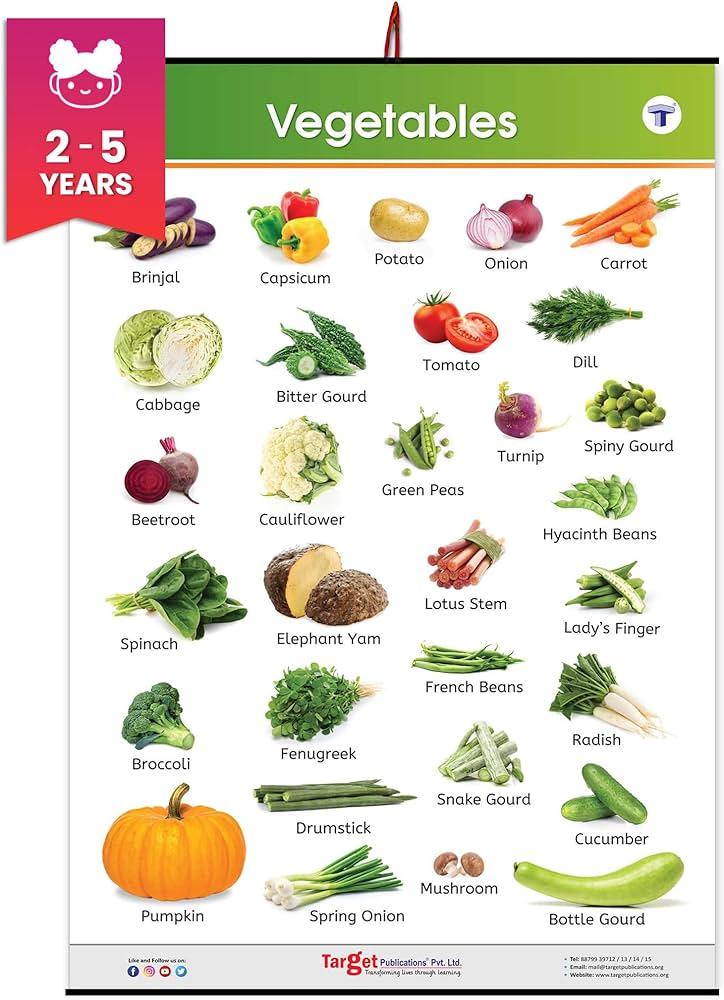 2 - 5
YEARS
Vegetables
T
Brinjal
Capsicum
Potato
Onion
Carrot
Cabbage
Bitter Gourd
Tomato
Dill
Beetroot
Cauliflower
Green Peas
Turnip
Spiny Gourd
Hyacinth Beans
Spinach
Elephant Yam
Lotus Stem
Lady's Finger
French Beans
Broccoli
Fenugreek
Radish
Snake Gourd
Drumstick
Cucumber
Mushroom
Pumpkin
Spring Onion
Bottle Gourd
Like and Follow us on:
Target Publications® Pvt. Ltd.
Transforming lives through learning.
• Tel: 88799 39712 / 13 / 14 / 15
• Email: mail@targetpublications.org
• Website: www.targetpublications.org